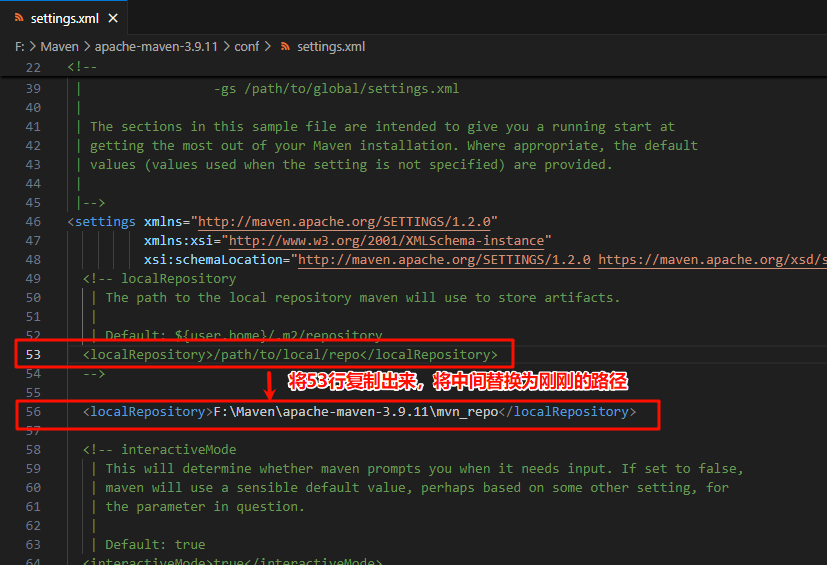 settings.xml
F: > Maven > apache-maven-3.9.11 > conf > settings.xml
22 <!--
39 | -gs /path/to/global/settings.xml
40 |
41 | The sections in this sample file are intended to give you a running start at
42 | getting the most out of your Maven installation. Where appropriate, the default
43 | values (values used when the setting is not specified) are provided.
44 |
45 |-->
46 <settings xmlns="http://maven.apache.org/SETTINGS/1.2.0"
47 xmlns:xsi="http://www.w3.org/2001/XMLSchema-instance"
48 xsi:schemaLocation="http://maven.apache.org/SETTINGS/1.2.0 https://maven.apache.org/xsd/s
49 <!-- localRepository
50 | The path to the local repository maven will use to store artifacts.
51 |
52 | Default: ${user.home}/.m2/repository
53 <localRepository>/path/to/local/repo</localRepository>
54 -->
将53行复制出来，将中间替换为刚刚的路径
55
56 <localRepository>F:\Maven\apache-maven-3.9.11\mvn_repo</localRepository>
57
58 <!-- interactiveMode
59 | This will determine whether maven prompts you when it needs input. If set to false,
60 | maven will use a sensible default value, perhaps based on some other setting, for
61 | the parameter in question.
62 |
63 | Default: true
64 <interactiveMode>true</interactiveMode>